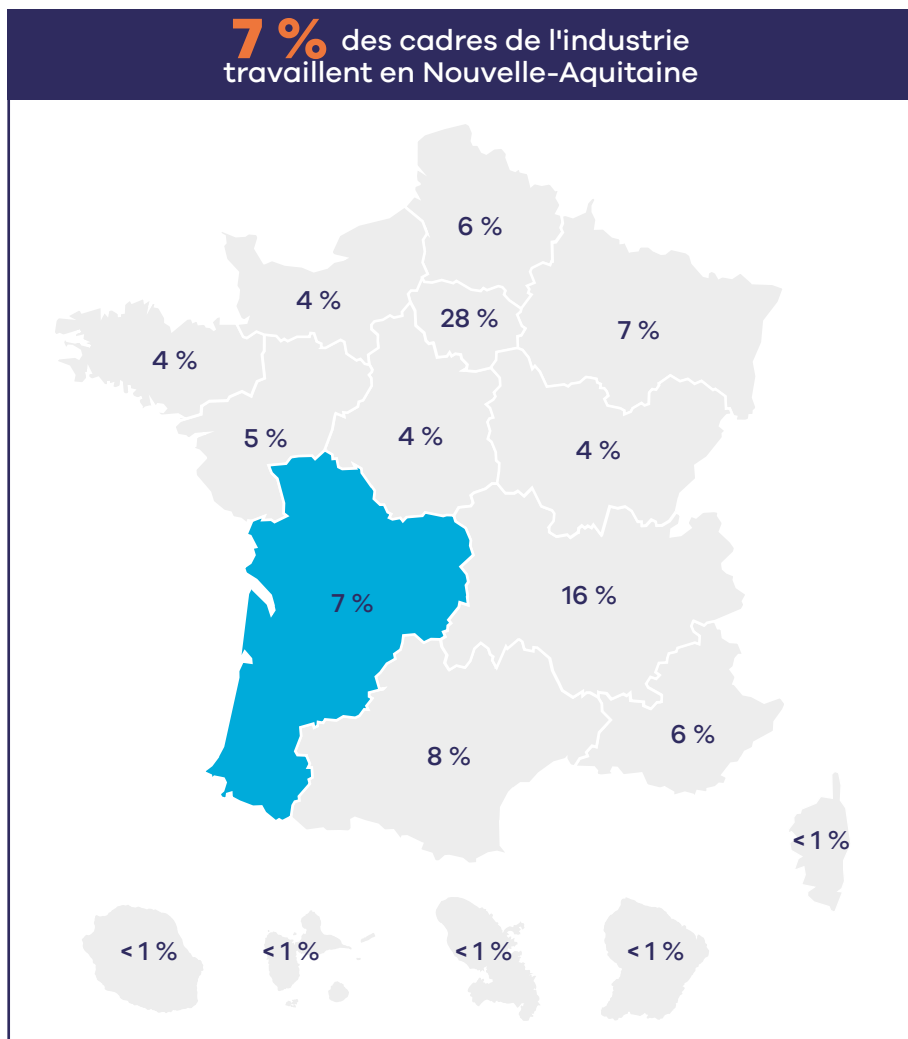 7 % des cadres de l'industrie
travaillent en Nouvelle-Aquitaine
6 %
4 %
28 %
7 %
4 %
5 %
4 %
4 %
7 %
16 %
8 %
6 %
< 1 %
< 1 %
< 1 %
< 1 %
< 1 %